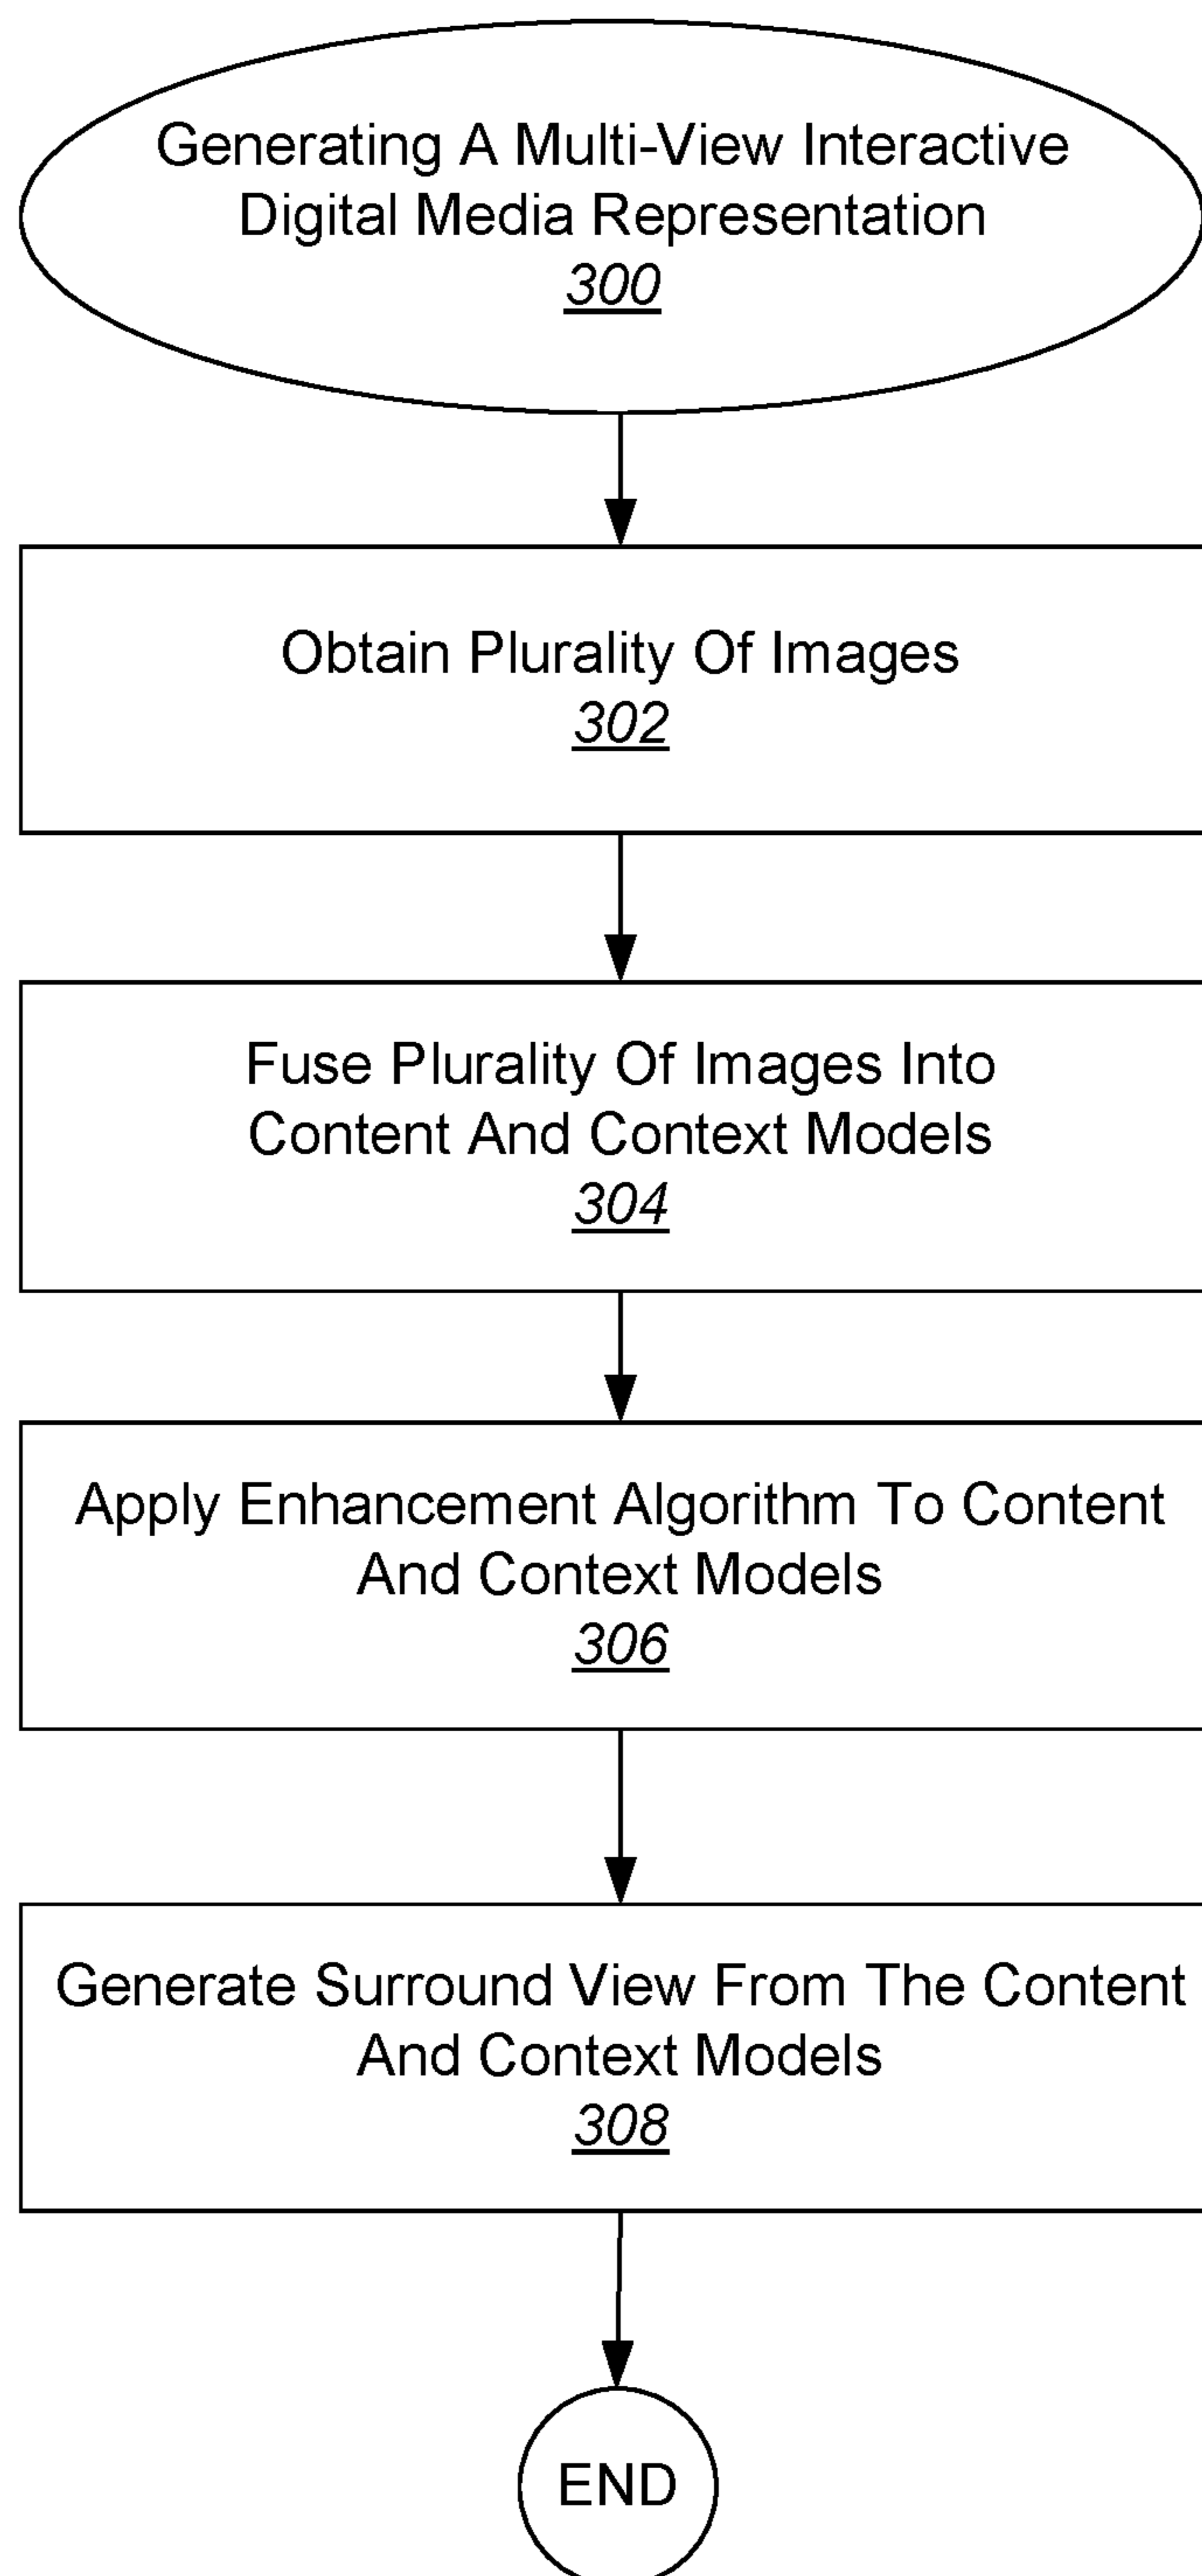 Generating A Multi-View Interactive
Digital Media Representation
300
Obtain Plurality Of Images
302
Fuse Plurality Of Images Into
Content And Context Models
304
Apply Enhancement Algorithm To Content
And Context Models
306
Generate Surround View From The Content
And Context Models
308
END